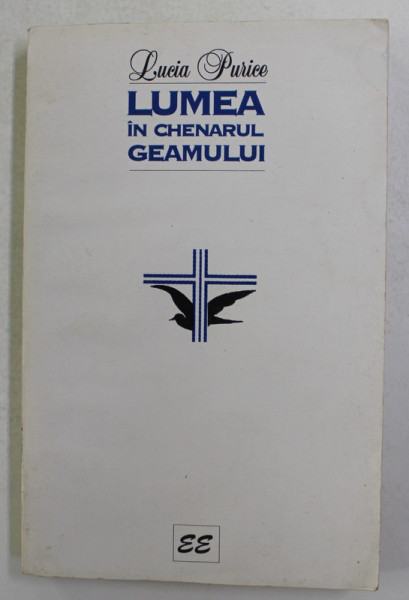 Lucia Purice
LUMEA
ÎN CHENARUL
GEAMULUI
EE